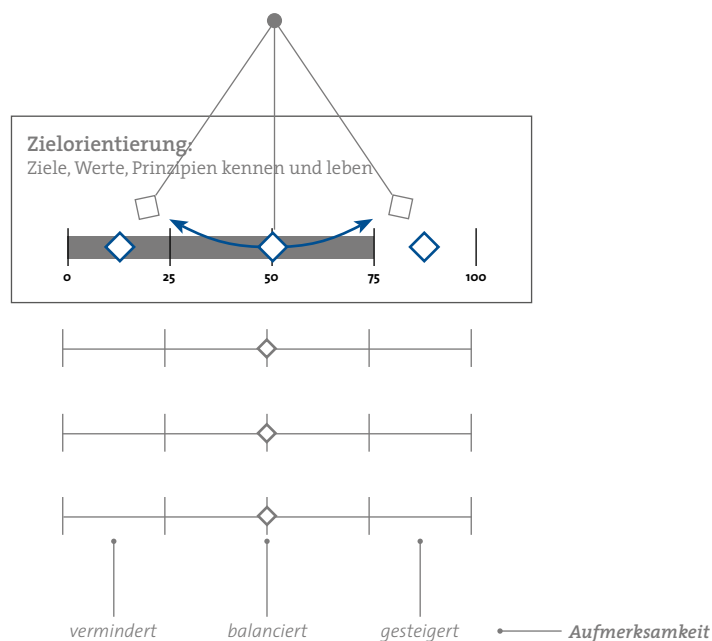 Zielorientierung:
Ziele, Werte, Prinzipien kennen und leben
0 25 50 75 100
vermindert balanciert gesteigert Aufmerksamkeit